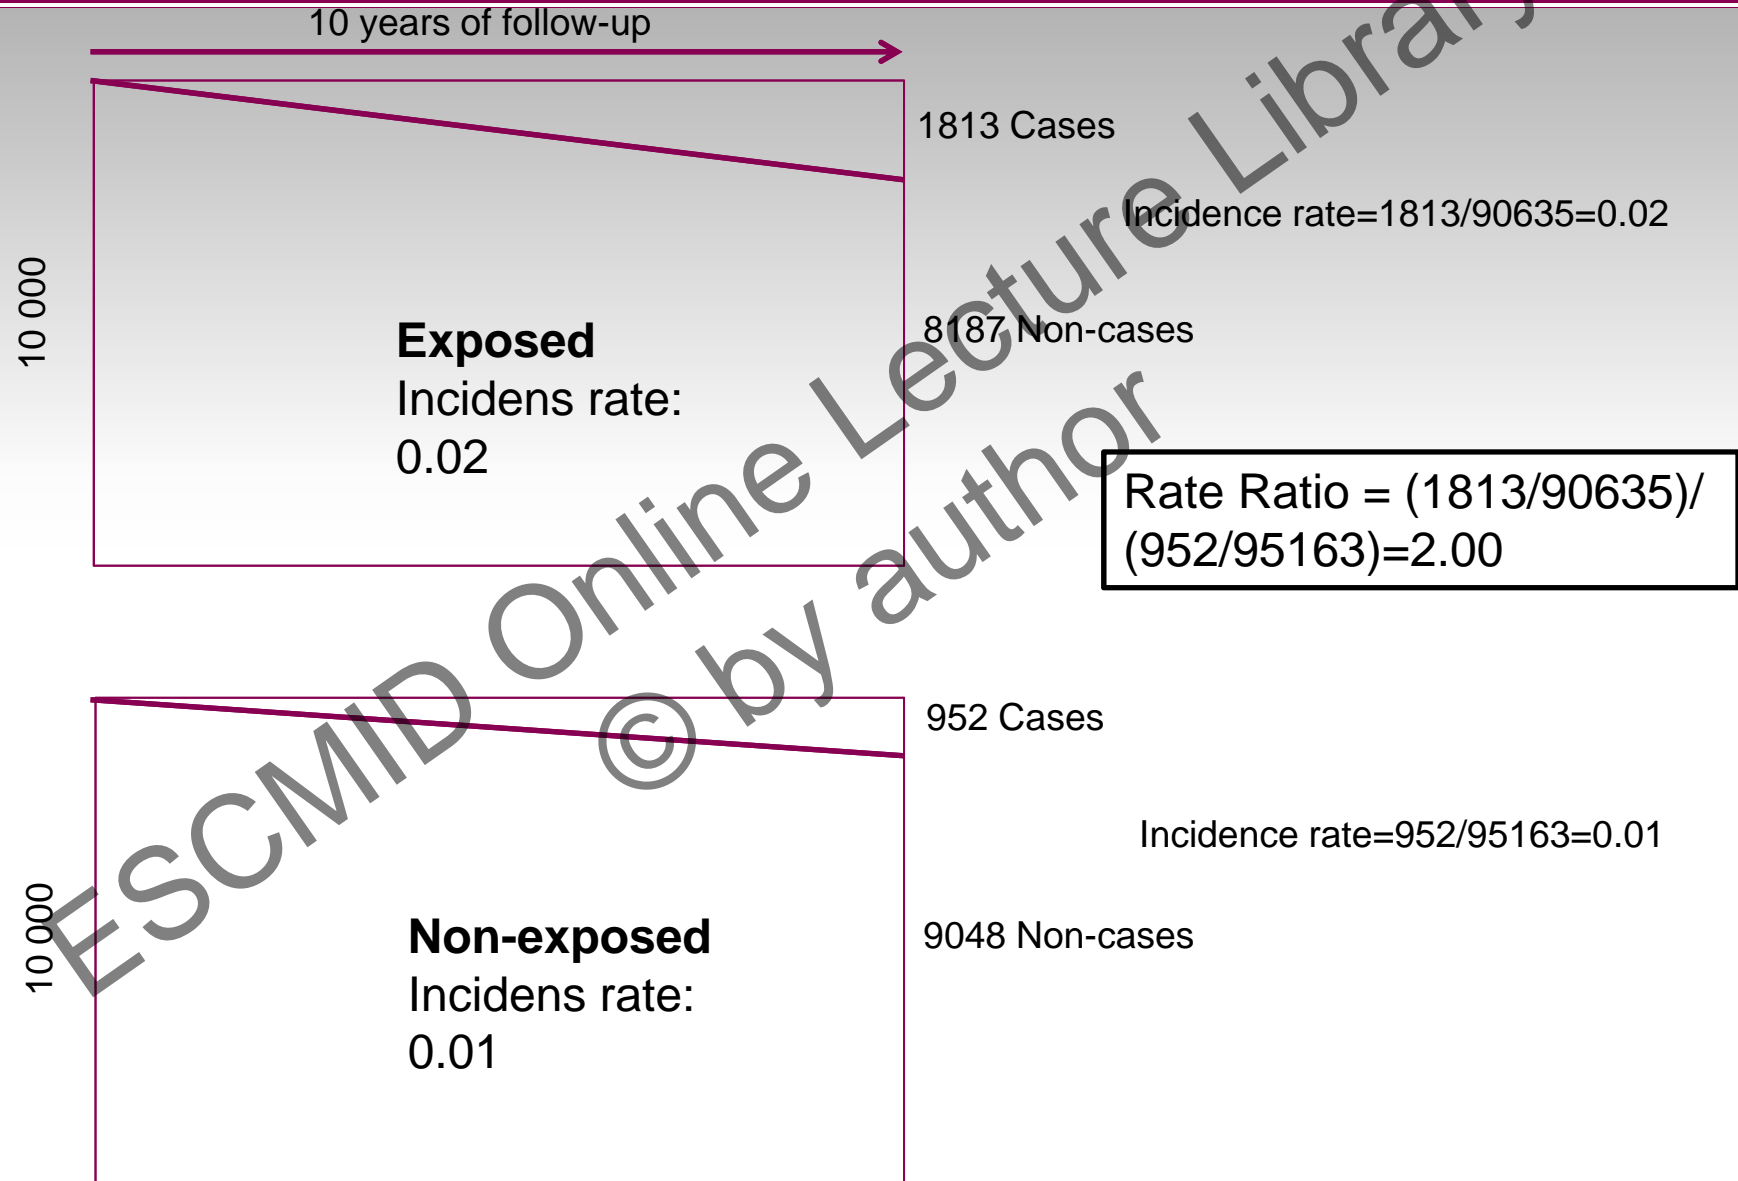 10 years of follow-up
1813 Cases
Incidence rate=1813/90635=0.02
10 000
8187 Non-cases
Exposed
Incidens rate:
0.02
Rate Ratio = (1813/90635)/
(952/95163)=2.00
952 Cases
Incidence rate=952/95163=0.01
10 000
9048 Non-cases
Non-exposed
Incidens rate:
0.01
ESCMID Online Lecture Library
© by author